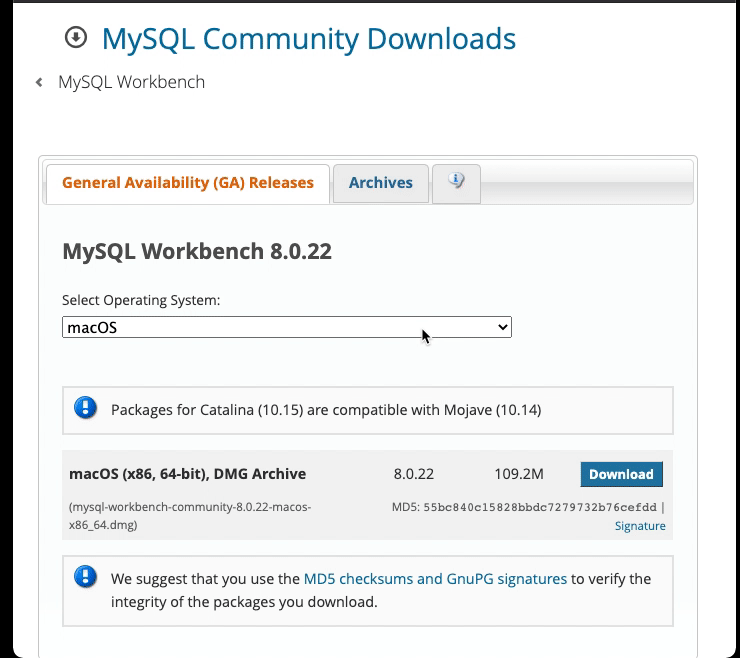 MySQL Community Downloads
MySQL Workbench
General Availability (GA) Releases
Archives
MySQL Workbench 8.0.22
Select Operating System:
macOS
Packages for Catalina (10.15) are compatible with Mojave (10.14)
macOS (x86, 64-bit), DMG Archive 8.0.22 109.2M Download
(mysql-workbench-community-8.0.22-macos-
x86_64.dmg)
MD5: 55bc840c15828bbdc7279732b76cefdd |
Signature
We suggest that you use the MD5 checksums and GnuPG signatures to verify the
integrity of the packages you download.